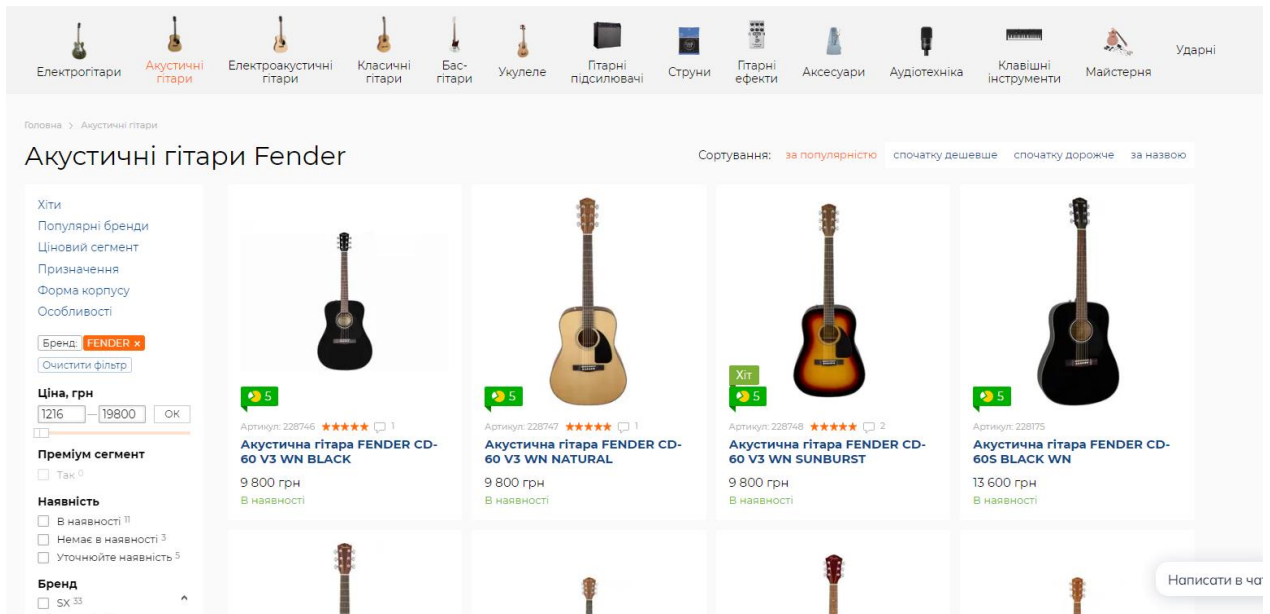 Електрогітари
Акустичні
гітари
Електроакустичні
гітари
Класичні
гітари
Бас-
гітари
Укулеле
Гітарні
підсилювачі
Струни
Гітарні
ефекти
Аксесуари
Аудіотехніка
Клавішні
інструменти
Майстерня
Ударні
Головна > Акустичні гітари
Акустичні гітари Fender
Сортування: за популярністю спочатку дешевше спочатку дорожче за назвою
Хіти
Популярні бренди
Ціновий сегмент
Призначення
Форма корпусу
Особливості
Бренд: FENDER ×
Очистити фільтр
Ціна, грн
1216 — 19800 ОК
Преміум сегмент
Так 0
Наявність
В наявності 11
Немає в наявності 3
Уточнюйте наявність 5
Бренд
SX 33
5
Артикул: 228746 ★★★★★ 1
Акустична гітара FENDER CD-
60 V3 WN BLACK
9 800 грн
В наявності
5
Артикул: 228747 ★★★★★ 1
Акустична гітара FENDER CD-
60 V3 WN NATURAL
9 800 грн
В наявності
Хіт
5
Артикул: 228748 ★★★★★ 2
Акустична гітара FENDER CD-
60 V3 WN SUNBURST
9 800 грн
В наявності
5
Артикул: 228175
Акустична гітара FENDER CD-
60S BLACK WN
13 600 грн
В наявності
Написати в чат